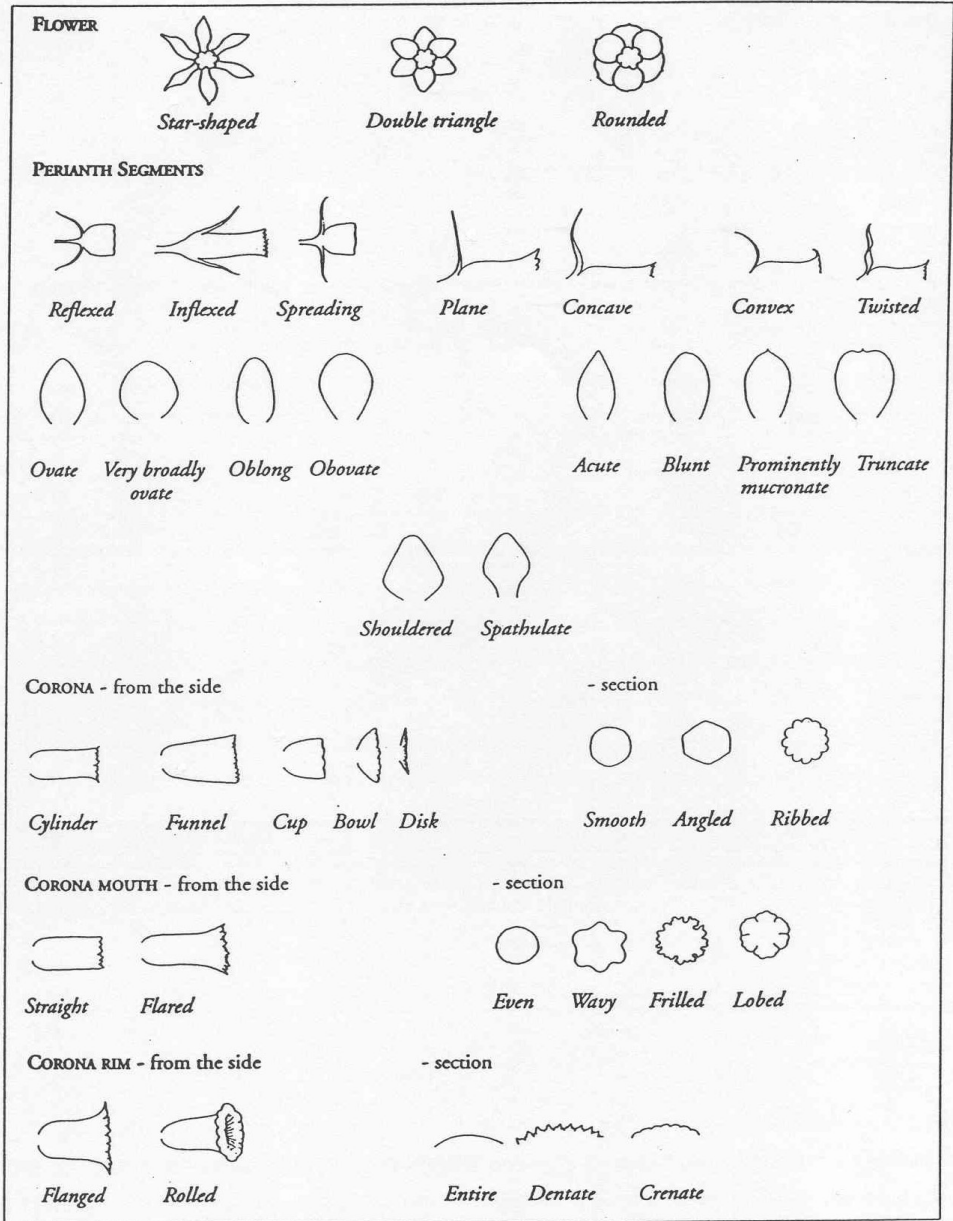 FLOWER
Star-shaped Double triangle Rounded
PERIANTH SEGMENTS
Reflexed Inflexed Spreading Plane Concave Convex Twisted
Ovate Very broadly ovate Oblong Obovate Acute Blunt Prominently mucronate Truncate
Shouldered Spathulate
CORONA - from the side - section
Cylinder Funnel Cup Bowl Disk Smooth Angled Ribbed
CORONA MOUTH - from the side - section
Straight Flared Even Wavy Frilled Lobed
CORONA RIM - from the side - section
Flanged Rolled Entire Dentate Crenate